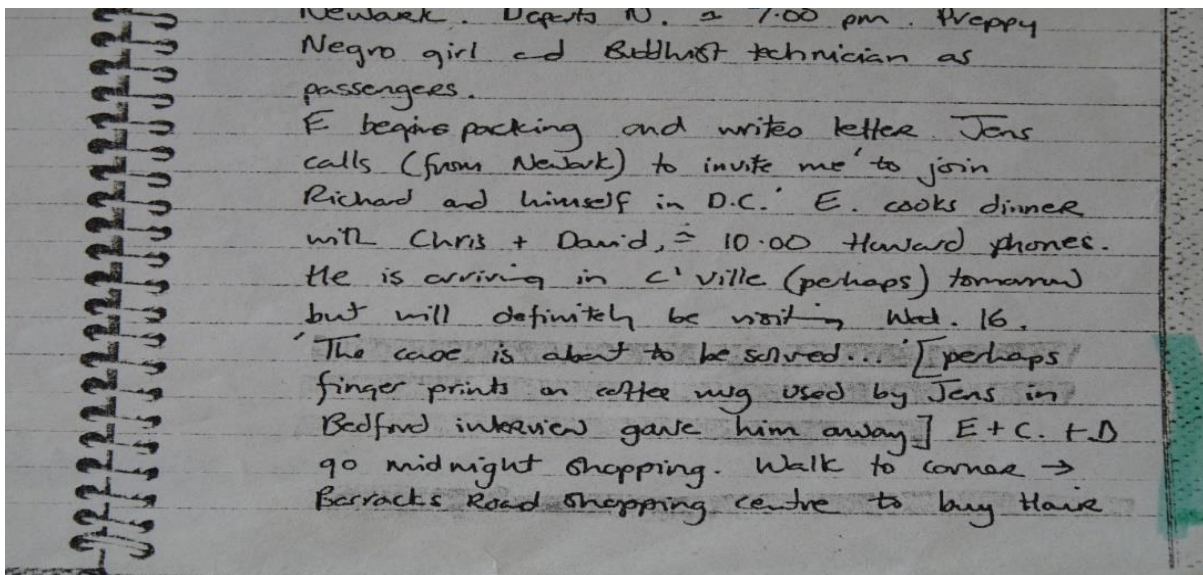 Newark. Departs N. ≃ 7.00 pm. Preppy
Negro girl and Buddhist technician as
passengers.
E begins packing and writes letter. Jens
calls (from Newark) to invite me 'to join
Richard and himself in D.C.' E. cooks dinner
with Chris + David, ≃ 10.00 Howard phones.
He is arriving in C'ville (perhaps) tomorrow
but will definitely be visiting Wed. 16.
'The case is about to be solved...' [perhaps
finger prints on coffee mug used by Jens in
Bedford interview gave him away] E + C. + D
go midnight shopping. Walk to corner →
Barracks Road shopping centre to buy Hair